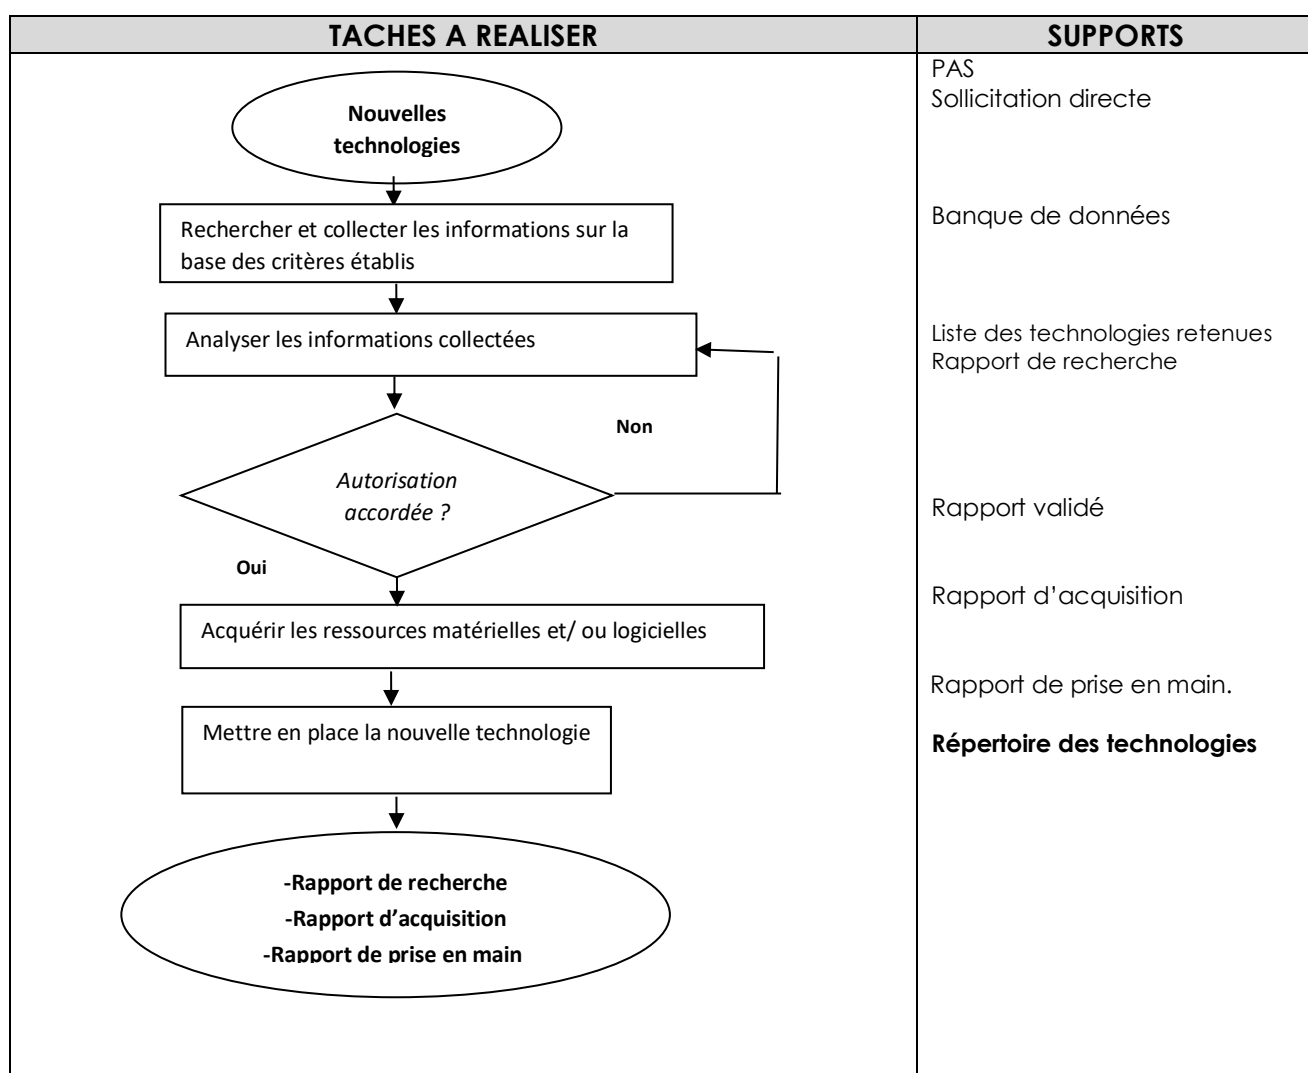 TACHES A REALISER
SUPPORTS
Nouvelles
technologies
PAS
Sollicitation directe
Rechercher et collecter les informations sur la
base des critères établis
Banque de données
Analyser les informations collectées
Liste des technologies retenues
Rapport de recherche
Non
Autorisation
accordée ?
Rapport validé
Oui
Acquérir les ressources matérielles et/ ou logicielles
Rapport d’acquisition
Mettre en place la nouvelle technologie
Rapport de prise en main.
Répertoire des technologies
-Rapport de recherche
-Rapport d’acquisition
-Rapport de prise en main